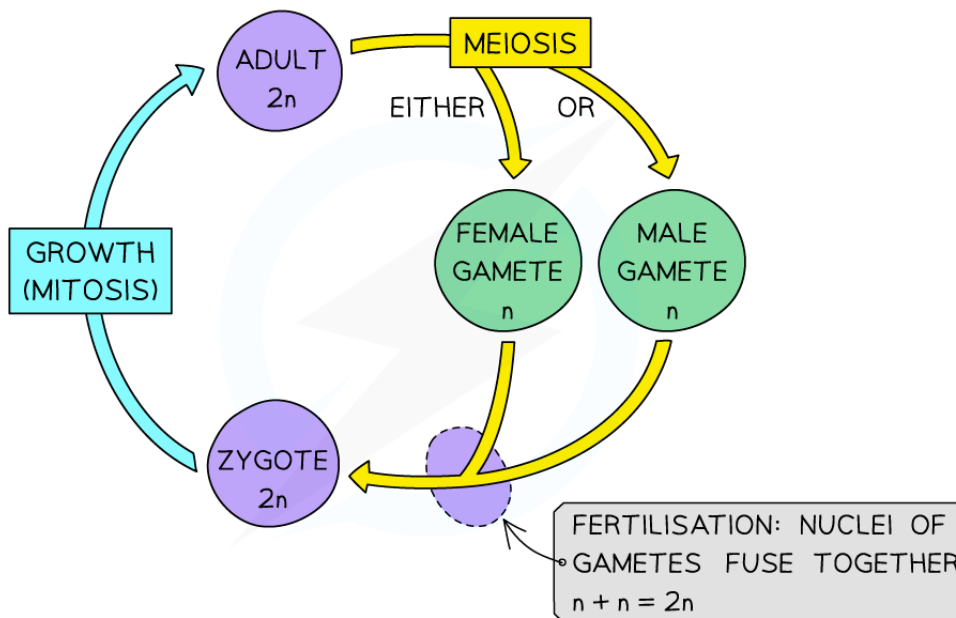 ADULT
2n
MEIOSIS
EITHER
OR
FEMALE
GAMETE
n
MALE
GAMETE
n
GROWTH
(MITOSIS)
ZYGOTE
2n
FERTILISATION: NUCLEI OF
GAMETES FUSE TOGETHER
n + n = 2n